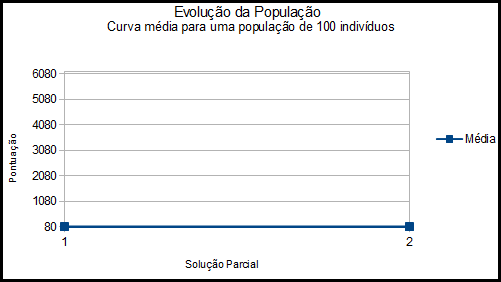 Evolução da População
Curva média para uma população de 100 indivíduos
6080
5080
4080
3080
2080
1080
80
Pontuação
1
2
Solução Parcial
Média